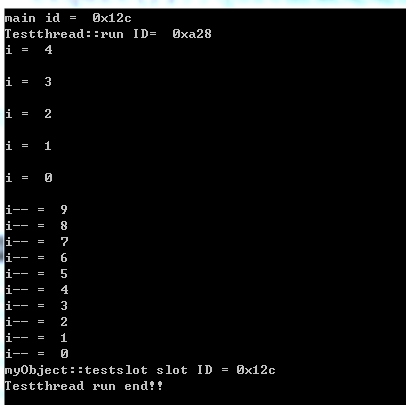 main id =  0x12c
Testthread::run ID=  0xa28
i =  4
i =  3
i =  2
i =  1
i =  0
i-- =  9
i-- =  8
i-- =  7
i-- =  6
i-- =  5
i-- =  4
i-- =  3
i-- =  2
i-- =  1
i-- =  0
myObject::testslot slot ID = 0x12c
Testthread run end!!